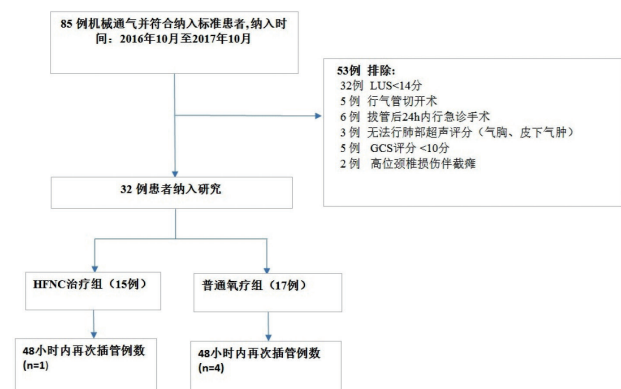 85 例机械通气并符合纳入标准患者,纳入时
间：2016年10月至2017年10月
53例 排除:
32例 LUS<14分
5 例 行气管切开术
6 例 拔管后24h内行急诊手术
3 例 无法行肺部超声评分（气胸、皮下气肿）
5 例 GCS评分 <10分
2 例 高位颈椎损伤伴截瘫
32 例患者纳入研究
HFNC治疗组（15例）
普通氧疗组（17例）
48小时内再次插管例数
(n=1)
48小时内再次插管例数
(n=4)